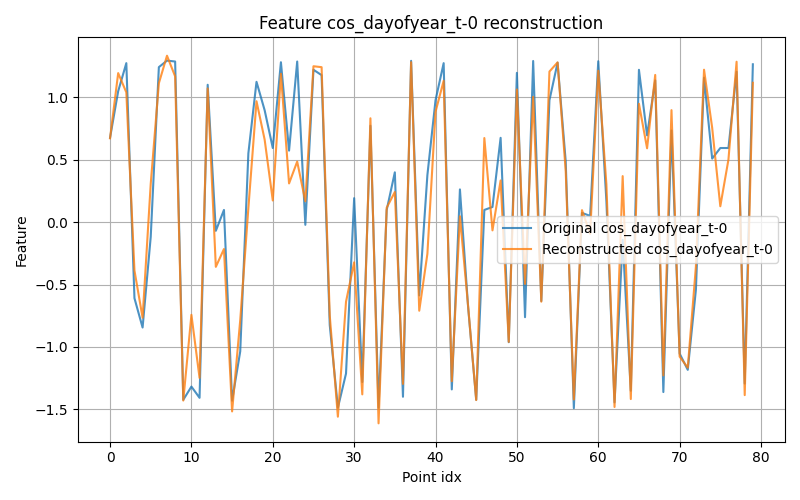 Feature cos_dayofyear_t-0 reconstruction
Feature
1.0
0.5
0.0
−0.5
−1.0
−1.5
Original cos_dayofyear_t-0
Reconstructed cos_dayofyear_t-0
0 10 20 30 40 50 60 70 80
Point idx